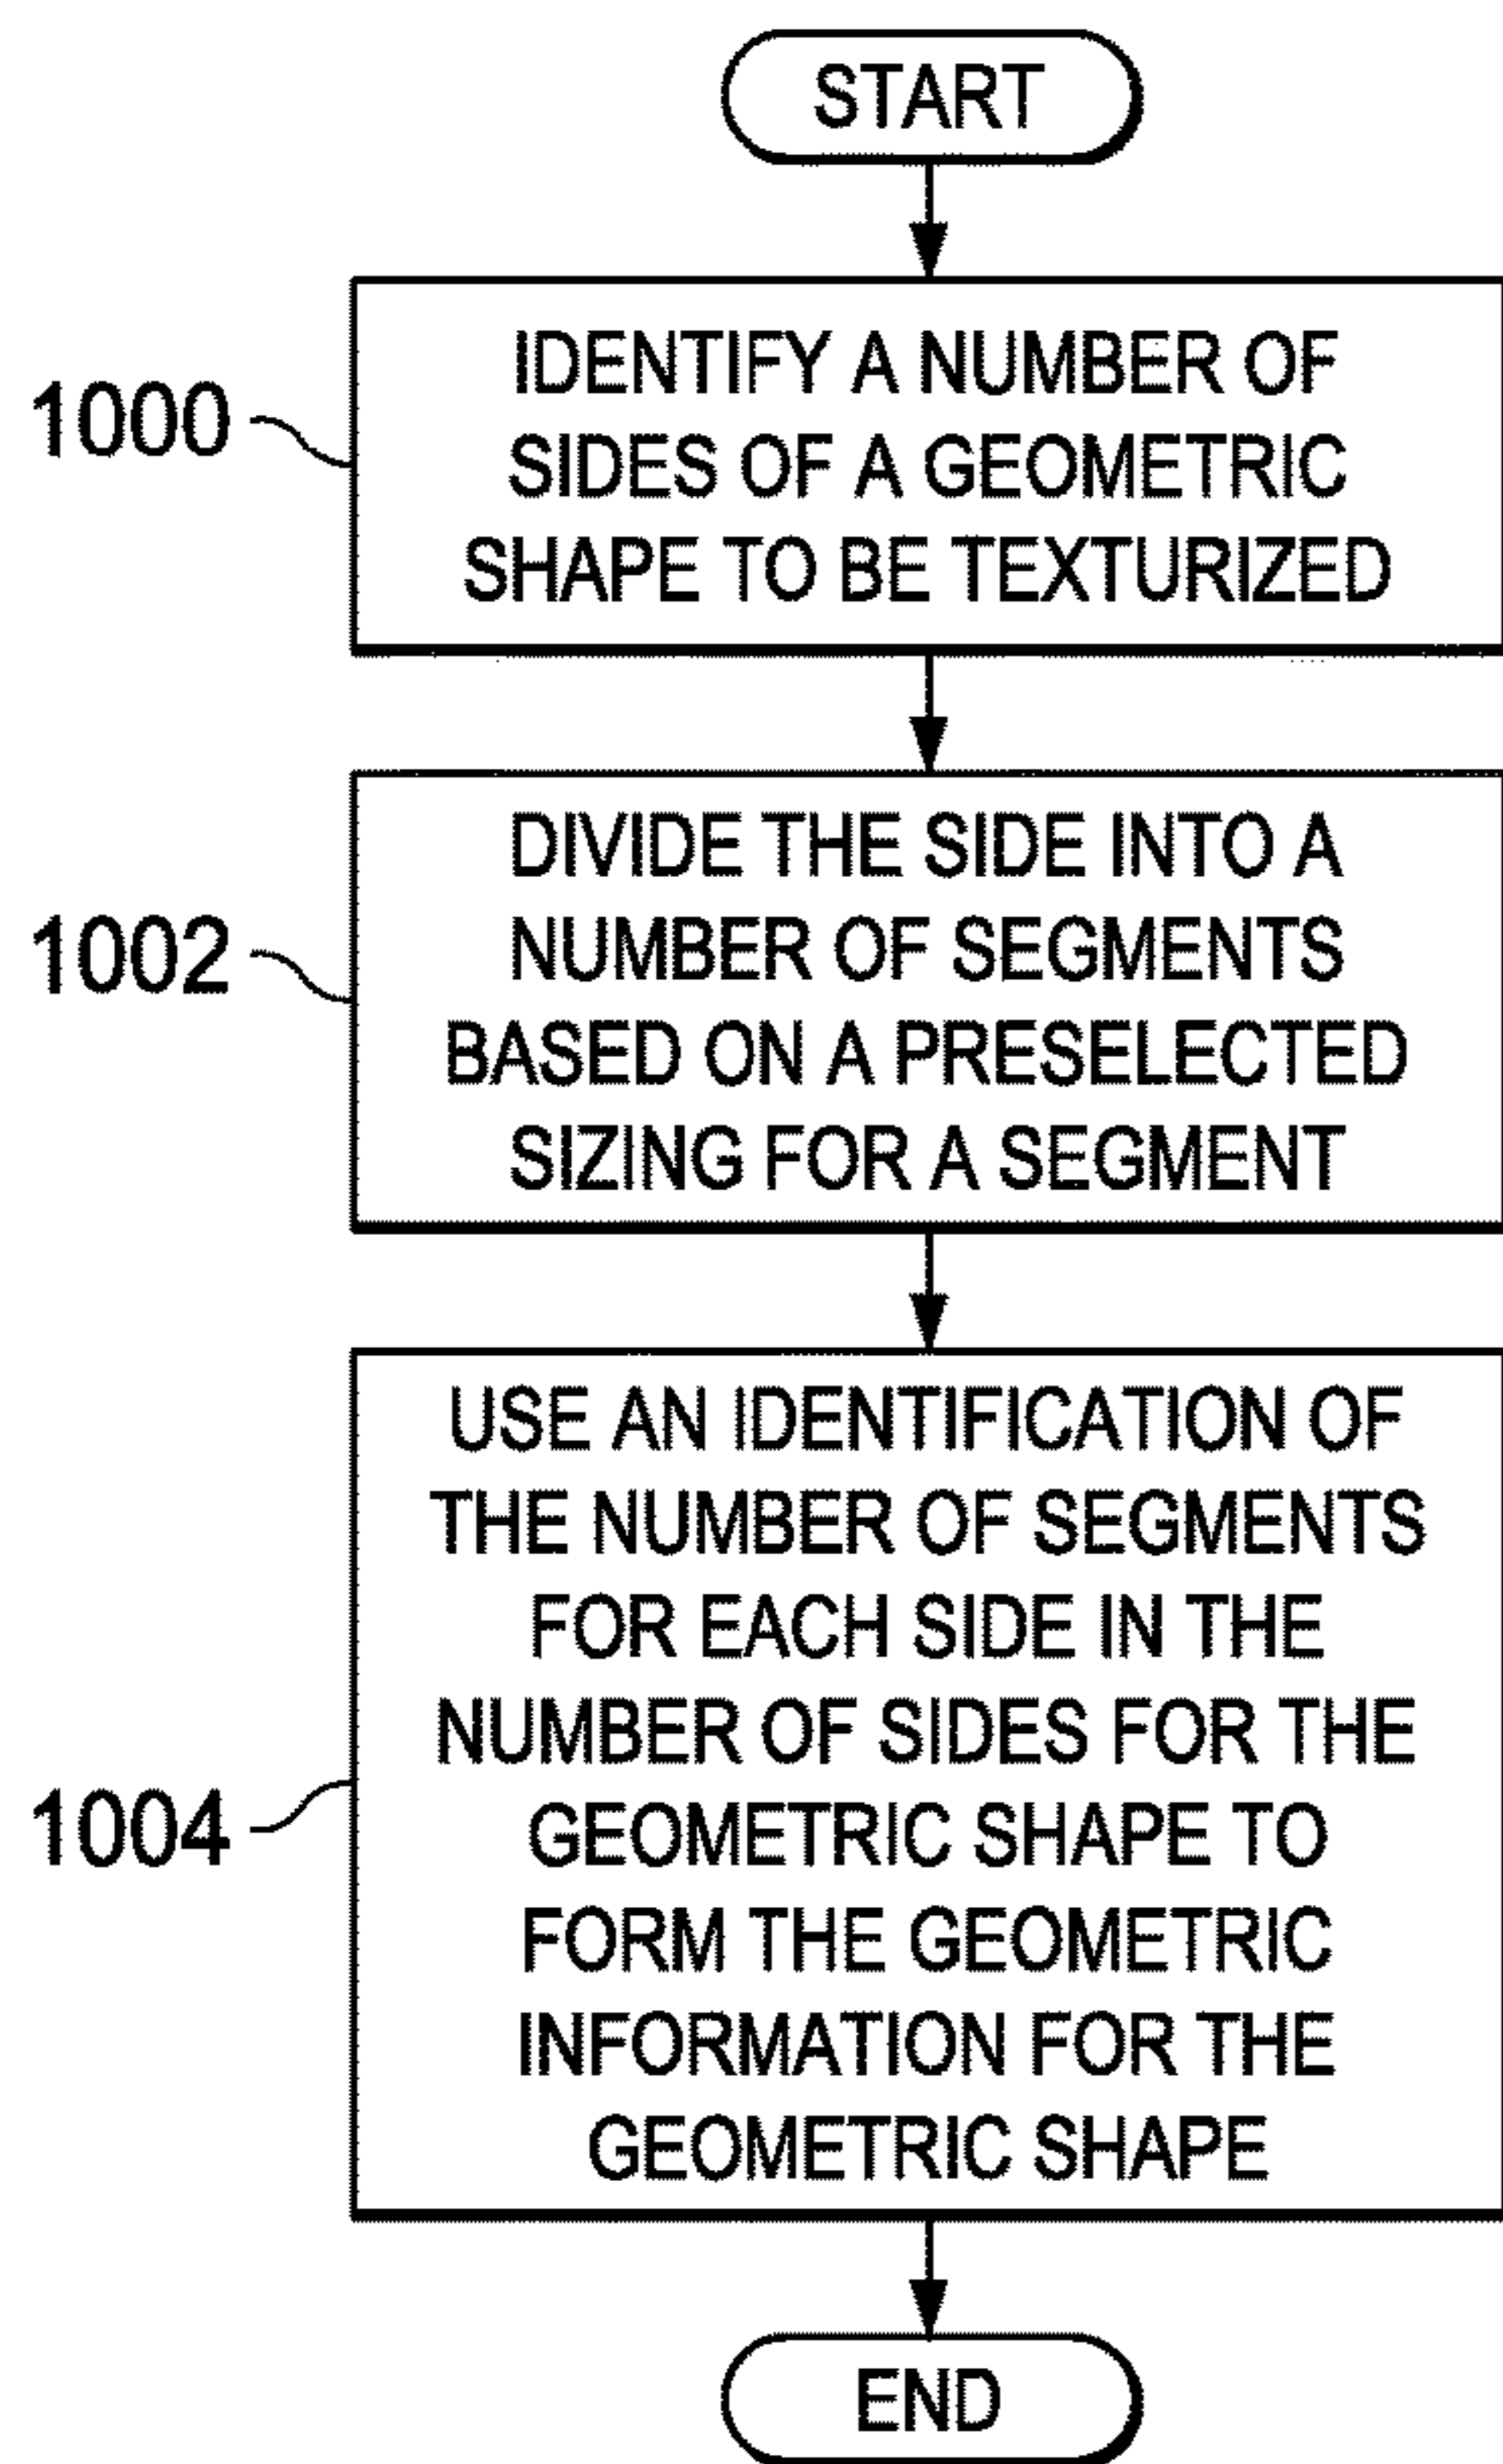 START
IDENTIFY A NUMBER OF
SIDES OF A GEOMETRIC
SHAPE TO BE TEXTURIZED
1000
DIVIDE THE SIDE INTO A
NUMBER OF SEGMENTS
BASED ON A PRESELECTED
SIZING FOR A SEGMENT
1002
USE AN IDENTIFICATION OF
THE NUMBER OF SEGMENTS
FOR EACH SIDE IN THE
NUMBER OF SIDES FOR THE
GEOMETRIC SHAPE TO
FORM THE GEOMETRIC
INFORMATION FOR THE
GEOMETRIC SHAPE
1004
END